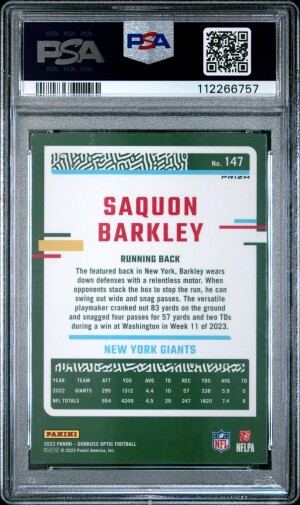 PSA
PSA
112266757
No. 147
PRIZM
SAQUON
BARKLEY
RUNNING BACK
The featured back in New York, Barkley wears
down defenses with a relentless motor. When
opponents stack the box to stop the run, he can
swing out wide and snag passes. The versatile
playmaker cranked out 83 yards on the ground
and snagged four passes for 57 yards and two TDs
during a win at Washington in Week 11 of 2023.
NEW YORK GIANTS
YEAR TEAM ATT YDS AVG TD REC YDS AVG TD
2022 GIANTS 295 1312 4.4 10 57 338 5.9 0
NFL TOTALS 954 4249 4.5 29 247 1820 7.4 8
PANINI
2023 PANINI - DONRUSS OPTIC FOOTBALL
© 2023 Panini America, Inc.
NFL
NFLPA